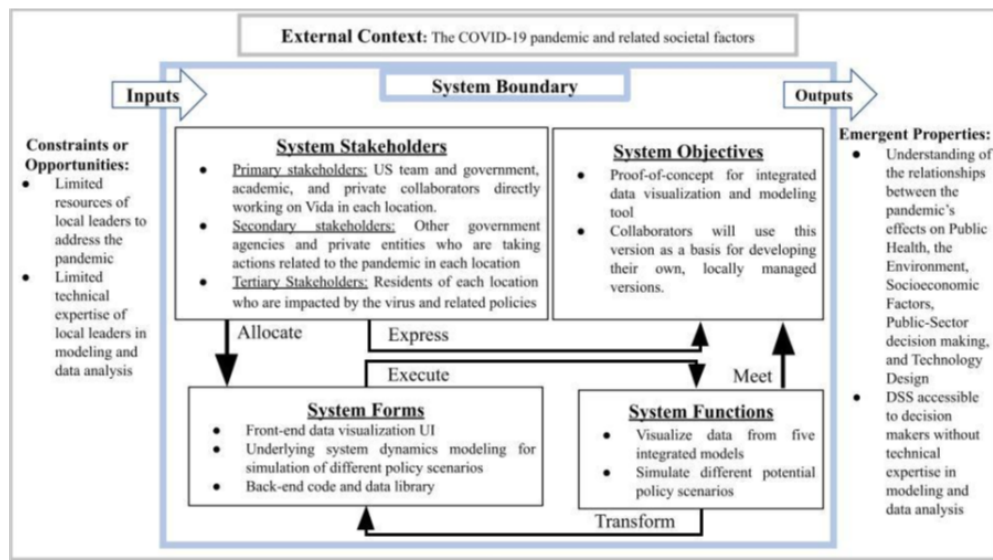 External Context: The COVID-19 pandemic and related societal factors
System Boundary
Inputs
Constraints or
Opportunities:
● Limited
resources of
local leaders to
address the
pandemic
● Limited
technical
expertise of
local leaders in
modeling and
data analysis
System Stakeholders
● Primary stakeholders: US team and government,
academic, and private collaborators directly
working on Vida in each location.
● Secondary stakeholders: Other government
agencies and private entities who are taking
actions related to the pandemic in each location
● Tertiary Stakeholders: Residents of each location
who are impacted by the virus and related policies
System Objectives
● Proof-of-concept for integrated
data visualization and modeling
tool
● Collaborators will use this
version as a basis for developing
their own, locally managed
versions.
Allocate
Express
Execute
Meet
System Forms
● Front-end data visualization UI
● Underlying system dynamics modeling for
simulation of different policy scenarios
● Back-end code and data library
System Functions
● Visualize data from five
integrated models
● Simulate different potential
policy scenarios
Transform
Outputs
Emergent Properties:
● Understanding of
the relationships
between the
pandemic's
effects on Public
Health, the
Environment,
Socioeconomic
Factors,
Public-Sector
decision making,
and Technology
Design
● DSS accessible
to decision
makers without
technical
expertise in
modeling and
data analysis